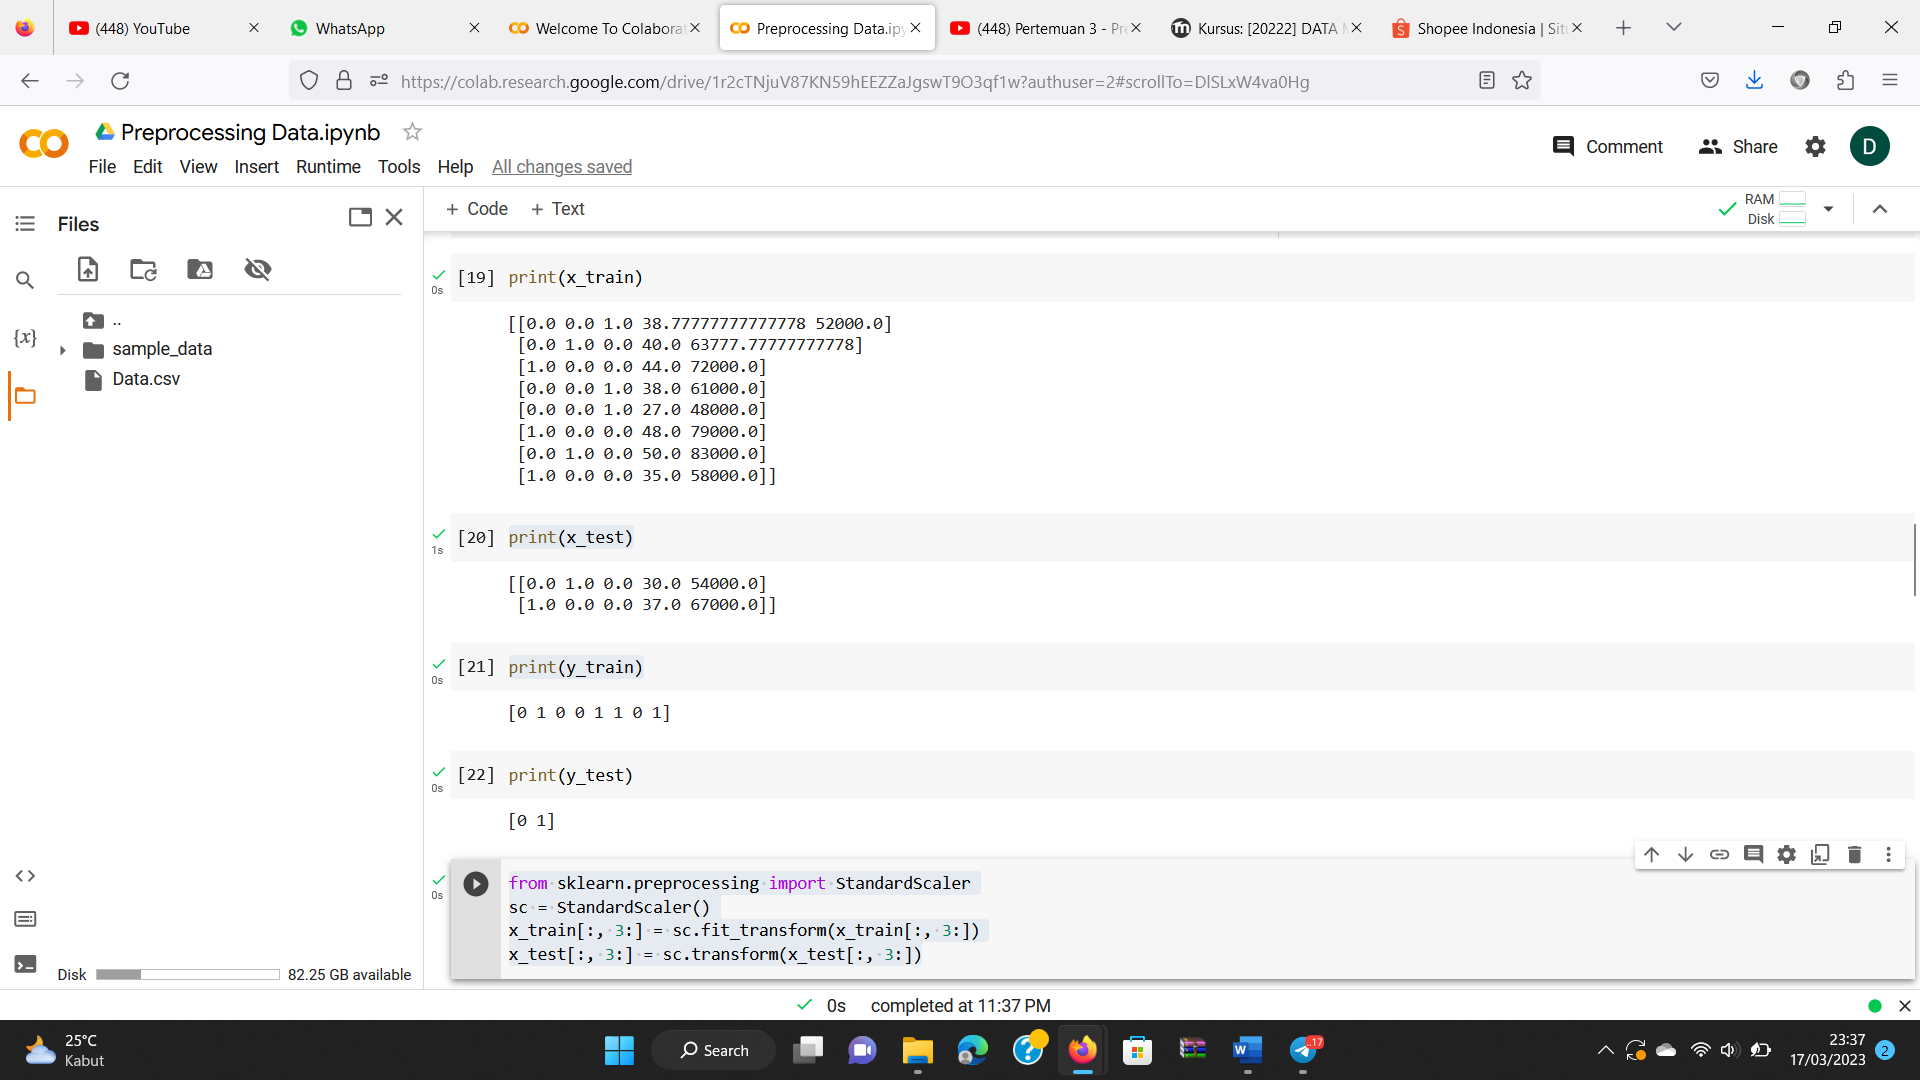 (448) YouTube
WhatsApp
Welcome To Colaborat
Preprocessing Data.ipy
(448) Pertemuan 3 - Pr
Kursus: [20222] DATA M
Shopee Indonesia | Situ
https://colab.research.google.com/drive/1r2cTNjuV87KN59hEEZZaJgswT9O3qf1w?authuser=2#scrollTo=DlSLxW4va0Hg
Preprocessing Data.ipynb
File Edit View Insert Runtime Tools Help All changes saved
Comment
Share
D
Files
+ Code + Text
RAM
Disk
..
sample_data
Data.csv
{x}
[19] print(x_train)
0s
[[0.0 0.0 1.0 38.77777777777778 52000.0]
[0.0 1.0 0.0 40.0 63777.77777777778]
[1.0 0.0 0.0 44.0 72000.0]
[0.0 0.0 1.0 38.0 61000.0]
[0.0 0.0 1.0 27.0 48000.0]
[1.0 0.0 0.0 48.0 79000.0]
[0.0 1.0 0.0 50.0 83000.0]
[1.0 0.0 0.0 35.0 58000.0]]
[20] print(x_test)
1s
[[0.0 1.0 0.0 30.0 54000.0]
[1.0 0.0 0.0 37.0 67000.0]]
[21] print(y_train)
0s
[0 1 0 0 1 1 0 1]
[22] print(y_test)
0s
[0 1]
0s
from sklearn.preprocessing import StandardScaler
sc = StandardScaler()
x_train[:, 3:] = sc.fit_transform(x_train[:, 3:])
x_test[:, 3:] = sc.transform(x_test[:, 3:])
Disk 82.25 GB available
0s completed at 11:37 PM
25°C
Kabut
Search
17
23:37
17/03/2023
2